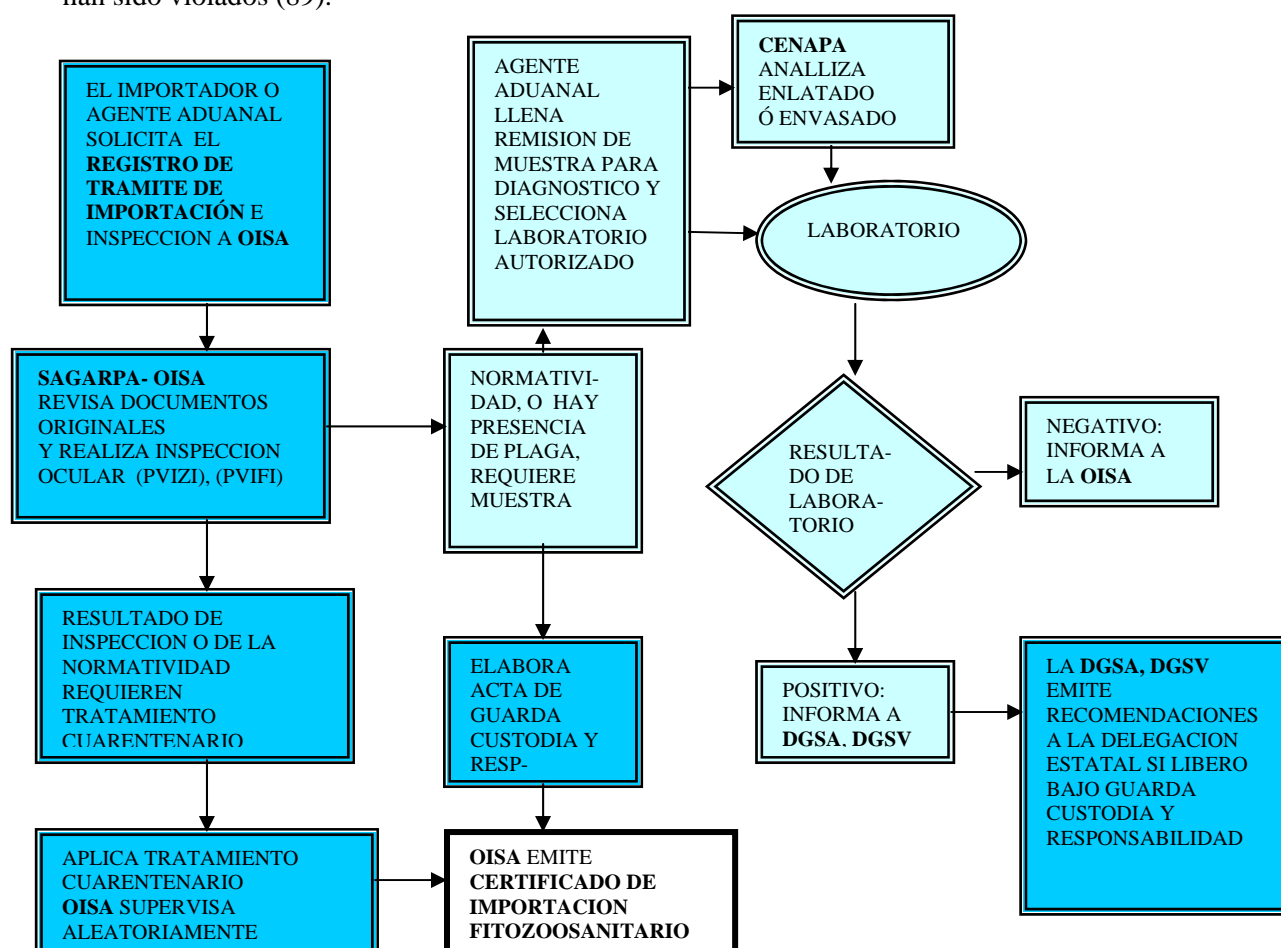 han sido violados (89).
EL IMPORTADOR O
AGENTE ADUANAL
SOLICITA EL
REGISTRO DE
TRAMITE DE
IMPORTACIÓN E
INSPECCION A OISA
AGENTE
ADUANAL
LLENA
REMISION DE
MUESTRA PARA
DIAGNOSTICO Y
SELECCIONA
LABORATORIO
AUTORIZADO
CENAPA
ANALLIZA
ENLATADO
Ó ENVASADO
LABORATORIO
SAGARPA- OISA
REVISA DOCUMENTOS
ORIGINALES
Y REALIZA INSPECCION
OCULAR (PVIZI), (PVIFI)
NORMATIVI-
DAD, O HAY
PRESENCIA
DE PLAGA,
REQUIERE
MUESTRA
RESULTA-
DO DE
LABORA-
TORIO
NEGATIVO:
INFORMA A
LA OISA
RESULTADO DE
INSPECCION O DE LA
NORMATIVIDAD
REQUIEREN
TRATAMIENTO
CUARENTENARIO
ELABORA
ACTA DE
GUARDA
CUSTODIA Y
RESP-
POSITIVO:
INFORMA A
DGSA, DGSV
LA DGSA, DGSV
EMITE
RECOMENDACIONES
A LA DELEGACION
ESTATAL SI LIBERO
BAJO GUARDA
CUSTODIA Y
RESPONSABILIDAD
APLICA TRATAMIENTO
CUARENTENARIO
OISA SUPERVISA
ALEATORIAMENTE
OISA EMITE
CERTIFICADO DE
IMPORTACION
FITOZOOSANITARIO